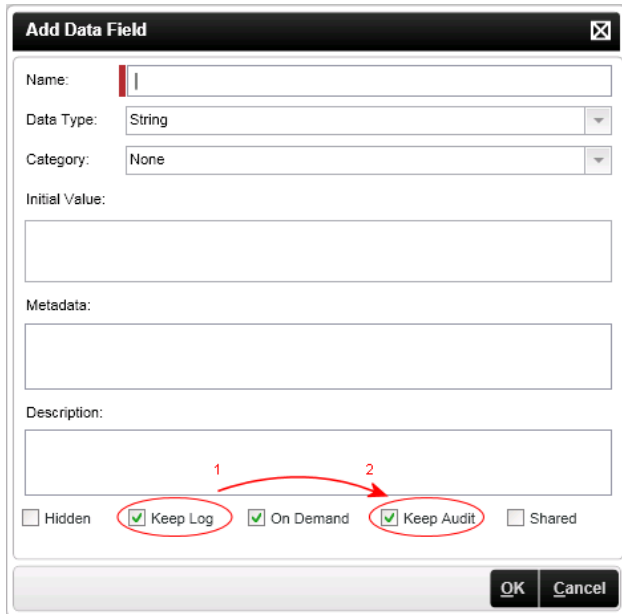 Add Data Field
Name:
Data Type: String
Category: None
Initial Value:
Metadata:
Description:
1 2
Hidden Keep Log On Demand Keep Audit Shared
OK Cancel